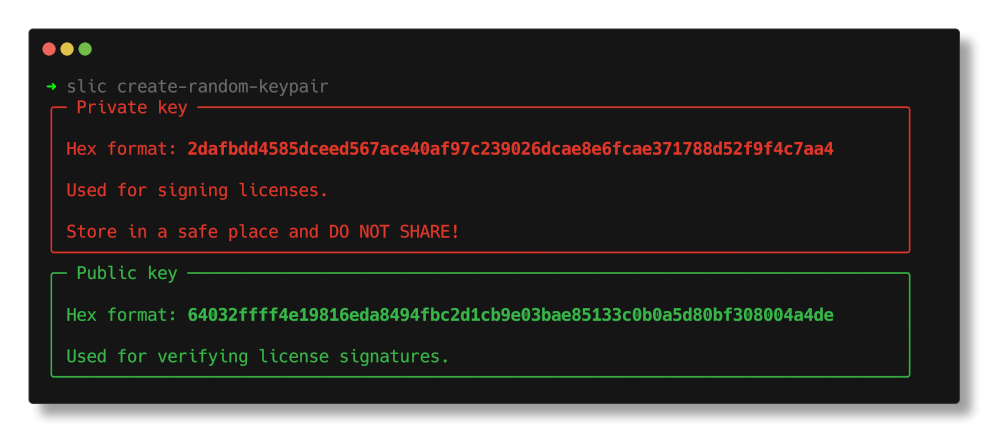 ➜ slic create-random-keypair
Private key
Hex format: 2dafbdd4585dceed567ace40af97c239026dcae8e6fcae371788d52f9f4c7aa4
Used for signing licenses.
Store in a safe place and DO NOT SHARE!
Public key
Hex format: 64032ffff4e19816eda8494fbc2d1cb9e03bae85133c0b0a5d80bf308004a4de
Used for verifying license signatures.